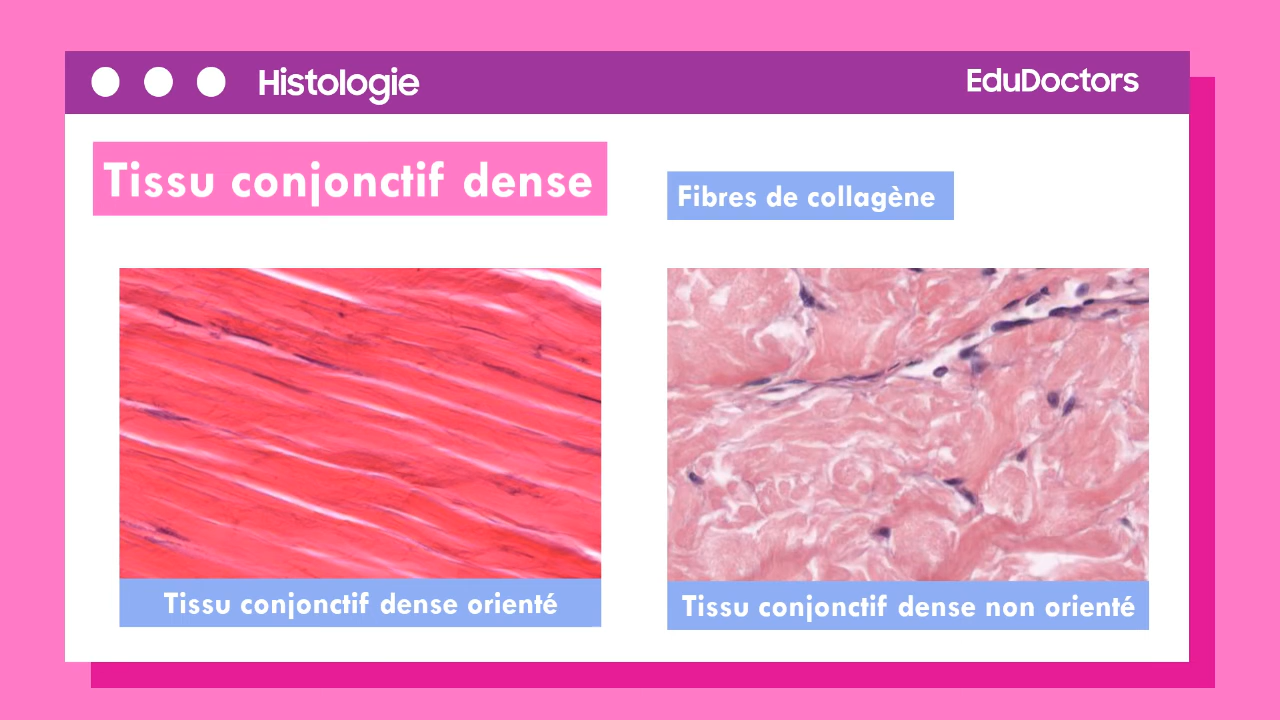 Histologie
EduDoctors
Tissu conjonctif dense
Fibres de collagène
Tissu conjonctif dense orienté
Tissu conjonctif dense non orienté